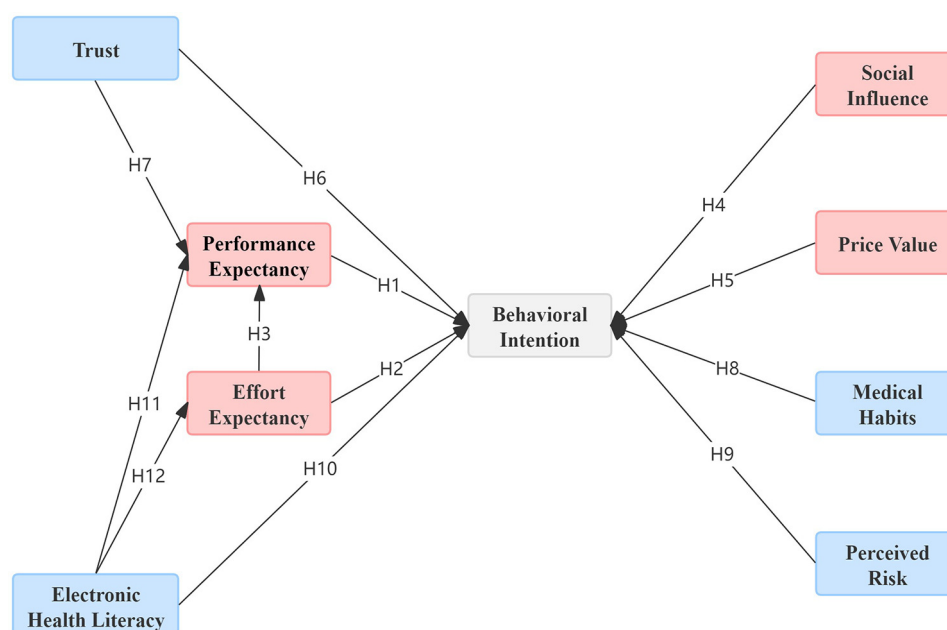 Trust
Social
Influence
H7
H6
H4
Performance
Expectancy
Price Value
H1
H5
Behavioral
Intention
H3
H2
H8
Effort
Expectancy
Medical
Habits
H11
H12
H10
H9
Perceived
Risk
Electronic
Health Literacy